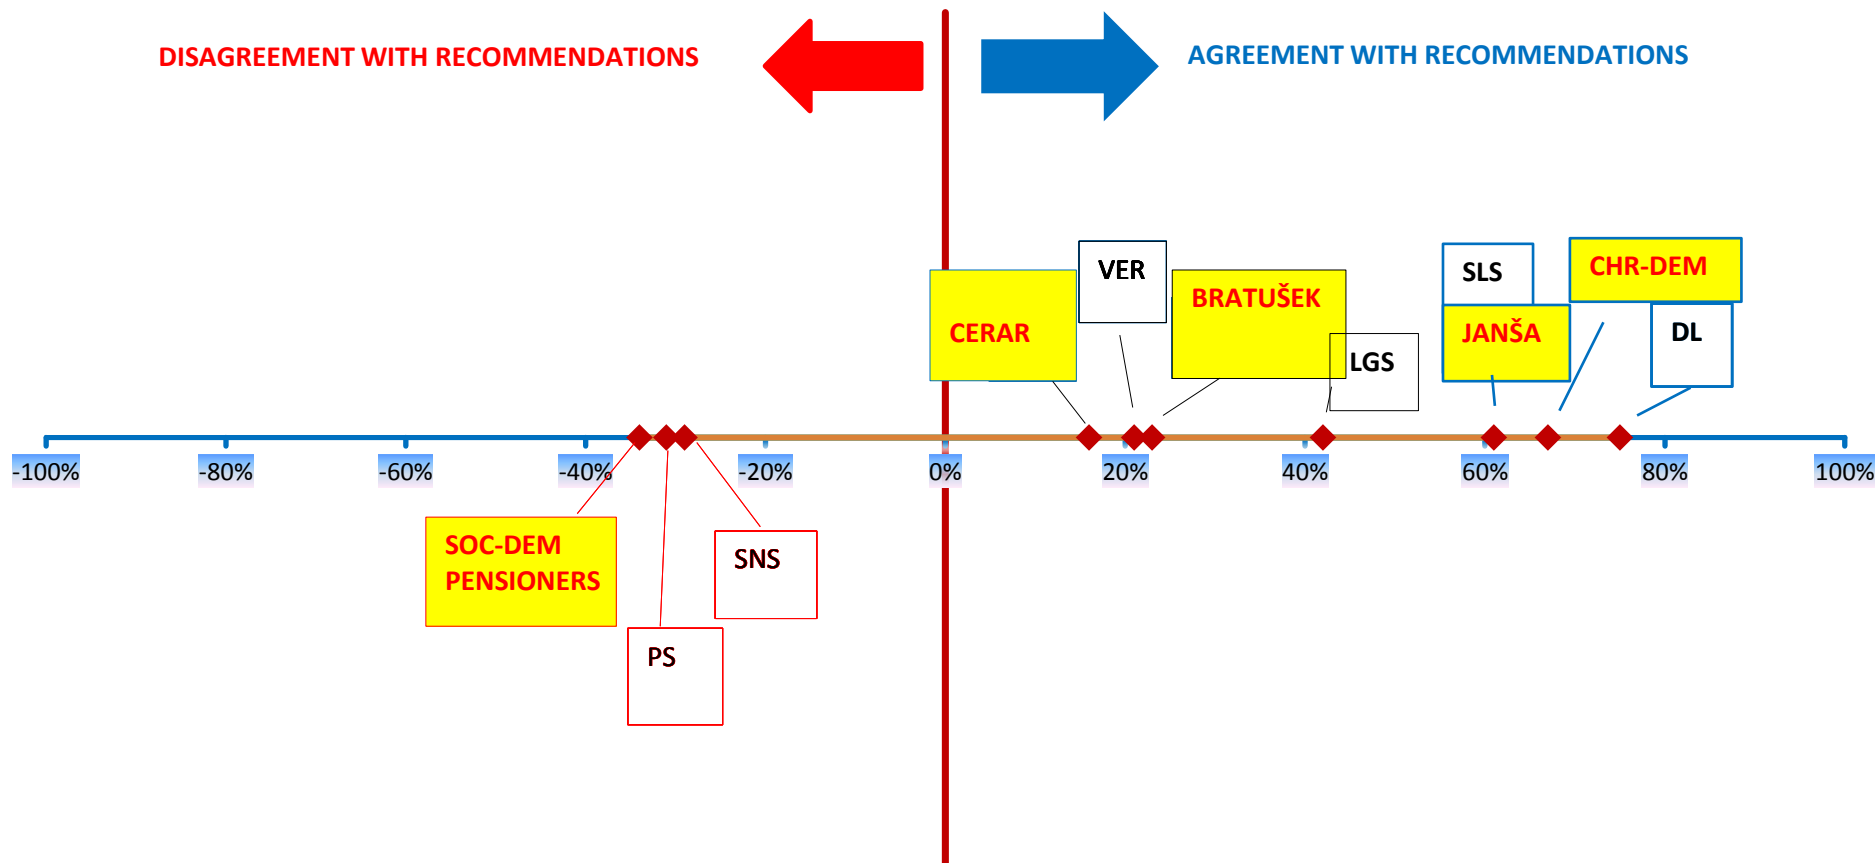 DISAGREEMENT WITH RECOMMENDATIONS
AGREEMENT WITH RECOMMENDATIONS
CERAR
VER
BRATUŠEK
LGS
SLS
JANŠA
CHR-DEM
DL
-100%
-80%
-60%
-40%
-20%
0%
20%
40%
60%
80%
100%
SOC-DEM
PENSIONERS
PS
SNS